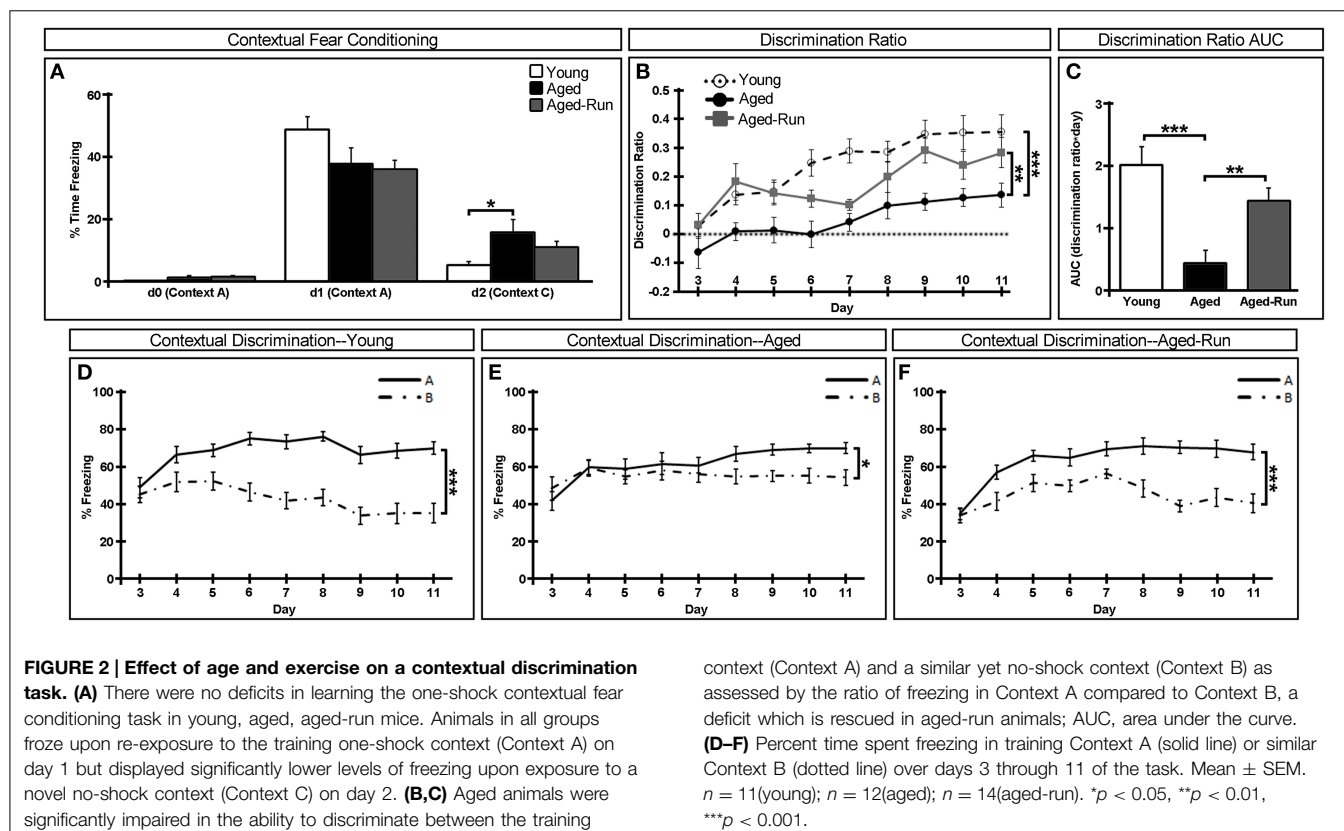 Contextual Fear Conditioning
Discrimination Ratio
Discrimination Ratio AUC
A
Young
Aged
Aged-Run
% Time Freezing
60
40
20
0
*
d0 (Context A)
d1 (Context A)
d2 (Context C)
B
Young
Aged
Aged-Run
Discrimination Ratio
0.5
0.4
0.3
0.2
0.1
0
-0.1
-0.2
**
***
3 4 5 6 7 8 9 10 11
Day
C
AUC (discrimination ratio*day)
3
2
1
0
***
**
Young Aged Aged-Run
Contextual Discrimination--Young
Contextual Discrimination--Aged
Contextual Discrimination--Aged-Run
D
A
B
% Freezing
100
80
60
40
20
0
***
3 4 5 6 7 8 9 10 11
Day
E
A
B
% Freezing
100
80
60
40
20
0
*
3 4 5 6 7 8 9 10 11
Day
F
A
B
% Freezing
100
80
60
40
20
0
***
3 4 5 6 7 8 9 10 11
Day
FIGURE 2 | Effect of age and exercise on a contextual discrimination
task. (A) There were no deficits in learning the one-shock contextual fear
conditioning task in young, aged, aged-run mice. Animals in all groups
froze upon re-exposure to the training one-shock context (Context A) on
day 1 but displayed significantly lower levels of freezing upon exposure to a
novel no-shock context (Context C) on day 2. (B,C) Aged animals were
significantly impaired in the ability to discriminate between the training
context (Context A) and a similar yet no-shock context (Context B) as
assessed by the ratio of freezing in Context A compared to Context B, a
deficit which is rescued in aged-run animals; AUC, area under the curve.
(D–F) Percent time spent freezing in training Context A (solid line) or similar
Context B (dotted line) over days 3 through 11 of the task. Mean ± SEM.
n = 11(young); n = 12(aged); n = 14(aged-run). *p < 0.05, **p < 0.01,
***p < 0.001.